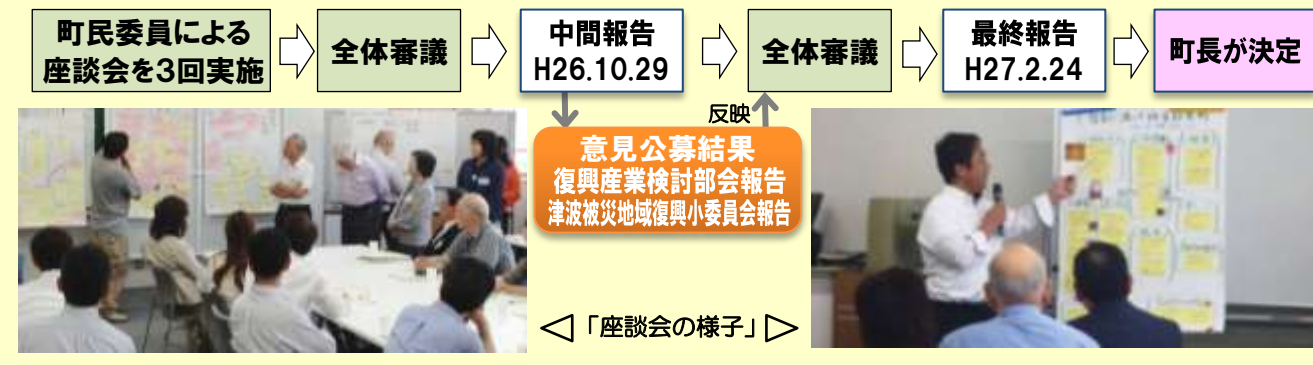 町民委員による
座談会を3回実施
全体審議
中間報告
H26.10.29
全体審議
最終報告
H27.2.24
町長が決定
反映
意見公募結果
復興産業検討部会報告
津波被災地域復興小委員会報告
「座談会の様子」